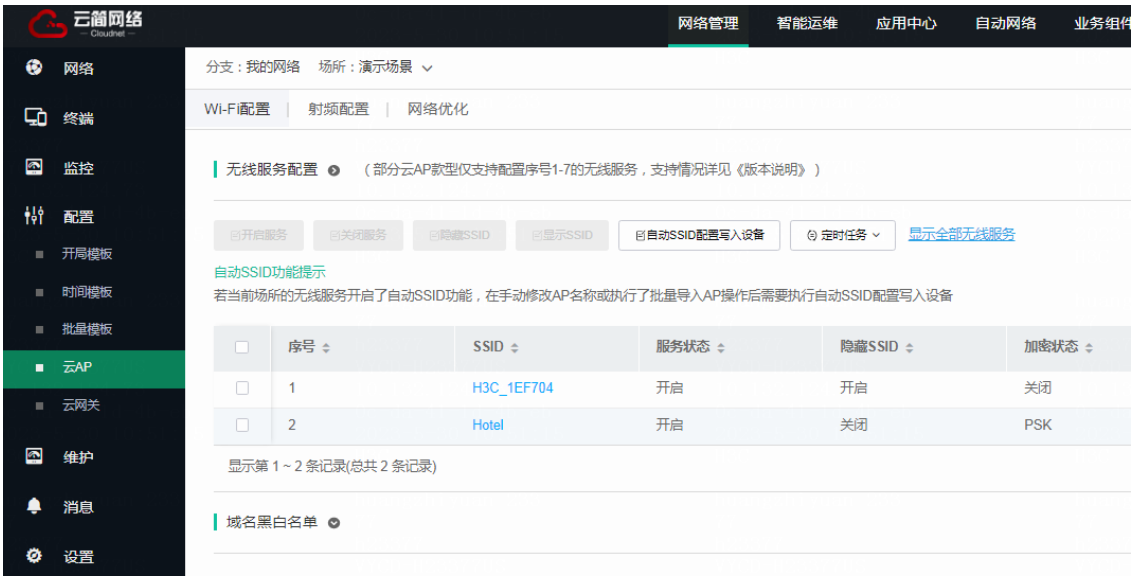 云简网络
— Cloudnet —
网络管理 智能运维 应用中心 自动网络 业务组件
网络
终端
监控
配置
开局模板
时间模板
批量模板
云AP
云网关
维护
消息
设置
分支：我的网络 场所：演示场景
Wi-Fi配置 | 射频配置 | 网络优化
无线服务配置 （部分云AP款型仅支持配置序号1-7的无线服务，支持情况详见《版本说明》）
开启服务 关闭服务 隐藏SSID 显示SSID 自动SSID配置写入设备 定时任务 显示全部无线服务
自动SSID功能提示
若当前场所的无线服务开启了自动SSID功能，在手动修改AP名称或执行了批量导入AP操作后需要执行自动SSID配置写入设备
序号 SSID 服务状态 隐藏SSID 加密状态
1 H3C_1EF704 开启 开启 关闭
2 Hotel 开启 关闭 PSK
显示第 1 ~ 2 条记录(总共 2 条记录)
域名黑白名单